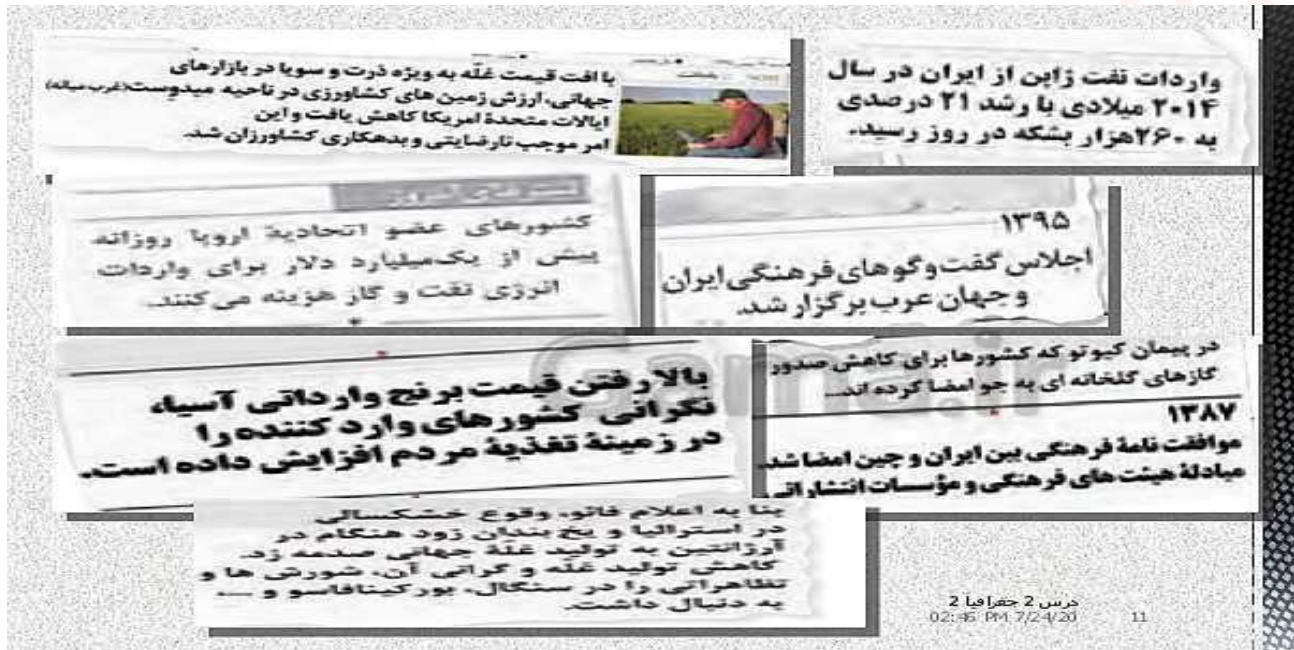 واردات نفت ژاپن از ایران در سال
۲۰۱۴ میلادی با رشد ۲۱ درصدی
به ۲۶۰هزار بشکه در روز رسید.
با افت قیمت غلّه به ویژه ذرت و سویا در بازارهای
جهانی، ارزش زمین های کشاورزی در ناحیه میدوست(غرب میانه)
ایالات متحدهٔ امریکا کاهش یافت و این
امر موجب نارضایتی و بدهکاری کشاورزان شد.
۱۳۹۵
اجلاس گفت و گوهای فرهنگی ایران
و جهان عرب برگزار شد.
کشورهای عضو اتحادیهٔ اروپا روزانه
بیش از یک میلیارد دلار برای واردات
انرژی نفت و گاز هزینه می کنند.
در پیمان کیوتو که کشورها برای کاهش صدور
گازهای گلخانه ای به جو امضا کرده اند...
۱۳۸۷
موافقت نامهٔ فرهنگی بین ایران و چین امضا شد.
مبادلهٔ هیئت های فرهنگی و مؤسسات انتشاراتی
بالا رفتن قیمت برنج وارداتی آسیا،
نگرانی کشورهای وارد کننده را
در زمینهٔ تغذیهٔ مردم افزایش داده است.
بنا به اعلام فائو، وقوع خشکسالی
در استرالیا و یخ بندان زود هنگام در
آرژانتین به تولید غلّهٔ جهانی صدمه زد.
کاهش تولید غلّه و گرانی آن، شورش ها و
تظاهراتی را در سنگال، بورکینافاسو و ....
به دنبال داشت.
Gama.ir
درس 2 جغرافیا 2
02:46 PM 7/24/20
11